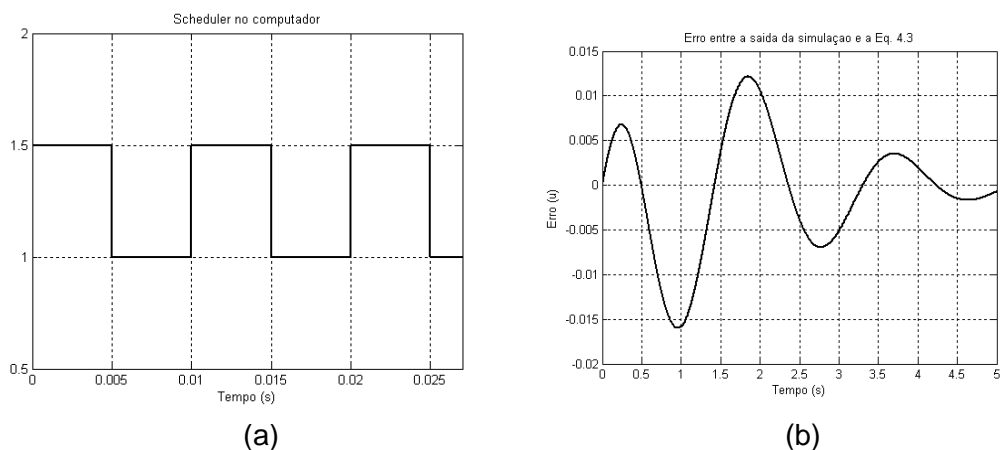 Scheduler no computador
2
1.5
1
0.5
0 0.005 0.01 0.015 0.02 0.025
Tempo (s)
(a)
Erro entre a saida da simulaçao e a Eq. 4.3
0.015
0.01
0.005
0
-0.005
-0.01
-0.015
-0.02
Erro (u)
0 0.5 1 1.5 2 2.5 3 3.5 4 4.5 5
Tempo (s)
(b)